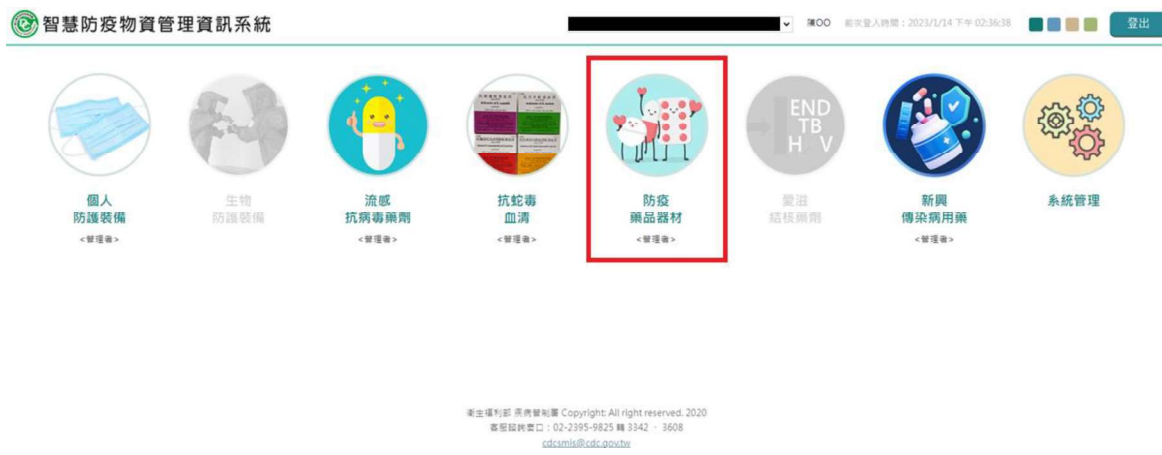 智慧防疫物資管理資訊系統
陳OO
前次登入時間：2023/1/14 下午 02:36:38
登出
個人
防護裝備
<管理者>
生物
防護裝備
流感
抗病毒藥劑
<管理者>
抗蛇毒
血清
<管理者>
防疫
藥品器材
<管理者>
END
TB
H V
愛滋
結核藥劑
新興
傳染病用藥
<管理者>
系統管理
衛生福利部 疾病管制署 Copyright: All right reserved. 2020
客服諮詢窗口：02-2395-9825 轉 3342 、 3608
cdcsmis@cdc.gov.tw